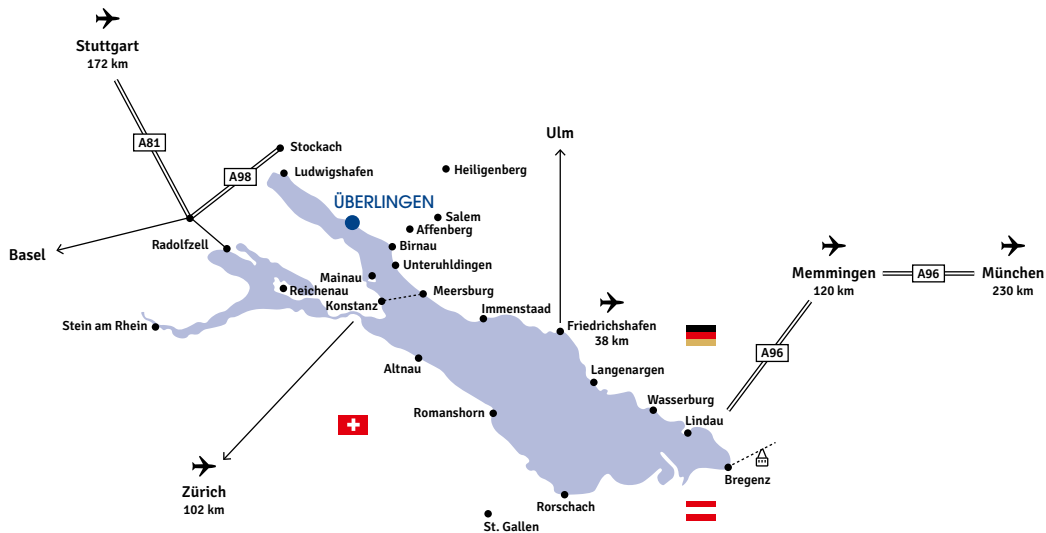 Stuttgart
172 km
A81
Ulm
Stockach
A98
Ludwigshafen
Heiligenberg
ÜBERLINGEN
Salem
Affenberg
Birnau
Radolfzell
Basel
Unteruhldingen
Mainau
Reichenau
Meersburg
Konstanz
Memmingen
120 km
A96
München
230 km
Immenstaad
Friedrichshafen
38 km
Stein am Rhein
A96
Altnau
Langenargen
Wasserburg
Romanshorn
Lindau
Zürich
102 km
Bregenz
Rorschach
St. Gallen